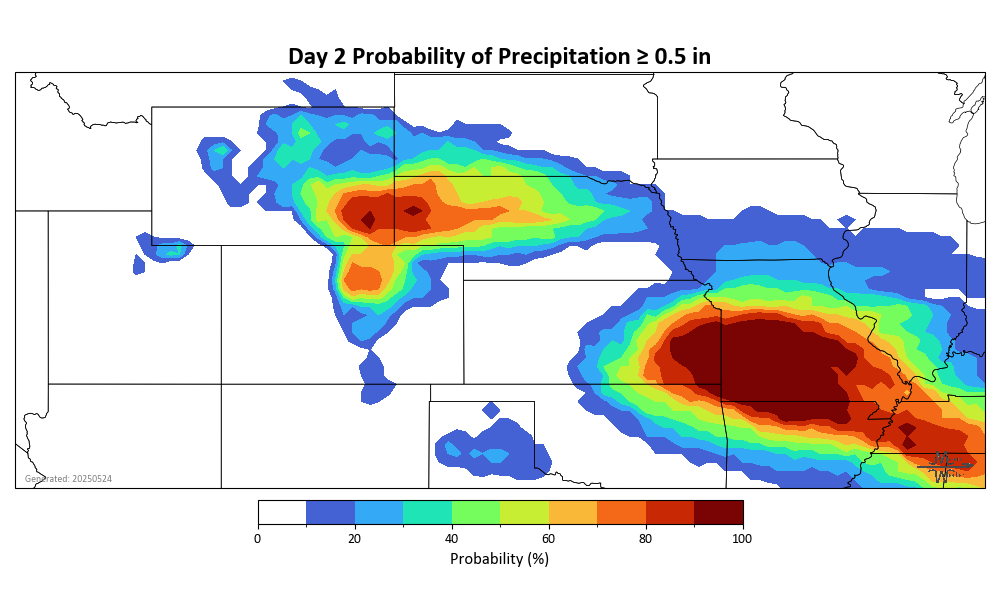 Day 2 Probability of Precipitation ≥ 0.5 in
Generated: 20250524
0 20 40 60 80 100
Probability (%)